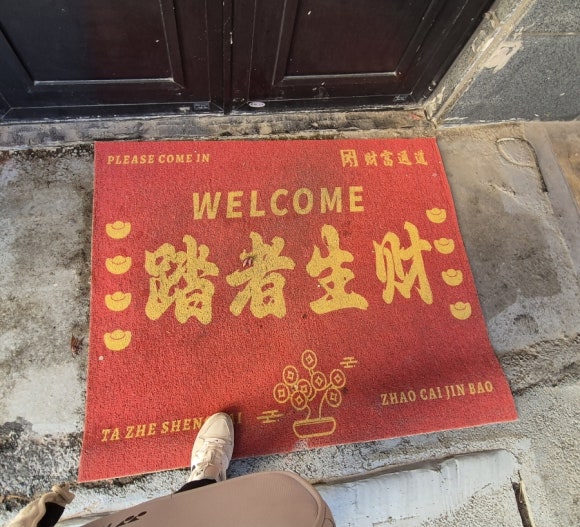 PLEASE COME IN
财富通道
WELCOME
踏者生财
TA ZHE SHEN
ZHAO CAI JIN BAO